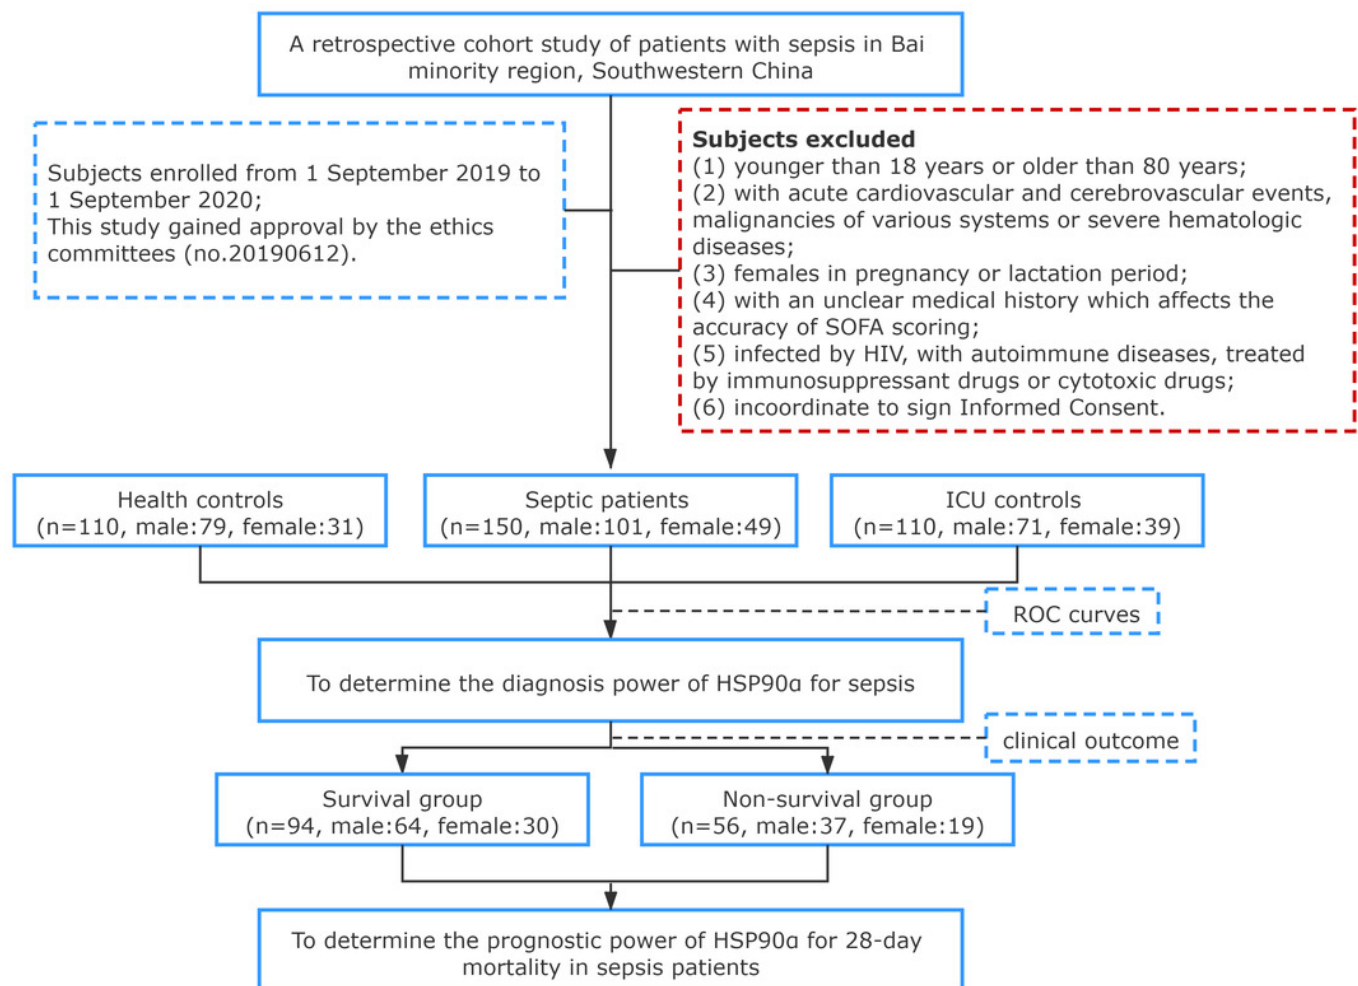 A retrospective cohort study of patients with sepsis in Bai
minority region, Southwestern China
Subjects enrolled from 1 September 2019 to
1 September 2020;
This study gained approval by the ethics
committees (no.20190612).
Subjects excluded
(1) younger than 18 years or older than 80 years;
(2) with acute cardiovascular and cerebrovascular events,
malignancies of various systems or severe hematologic
diseases;
(3) females in pregnancy or lactation period;
(4) with an unclear medical history which affects the
accuracy of SOFA scoring;
(5) infected by HIV, with autoimmune diseases, treated
by immunosuppressant drugs or cytotoxic drugs;
(6) incoordinate to sign Informed Consent.
Health controls
(n=110, male:79, female:31)
Septic patients
(n=150, male:101, female:49)
ICU controls
(n=110, male:71, female:39)
ROC curves
To determine the diagnosis power of HSP90α for sepsis
clinical outcome
Survival group
(n=94, male:64, female:30)
Non-survival group
(n=56, male:37, female:19)
To determine the prognostic power of HSP90α for 28-day
mortality in sepsis patients